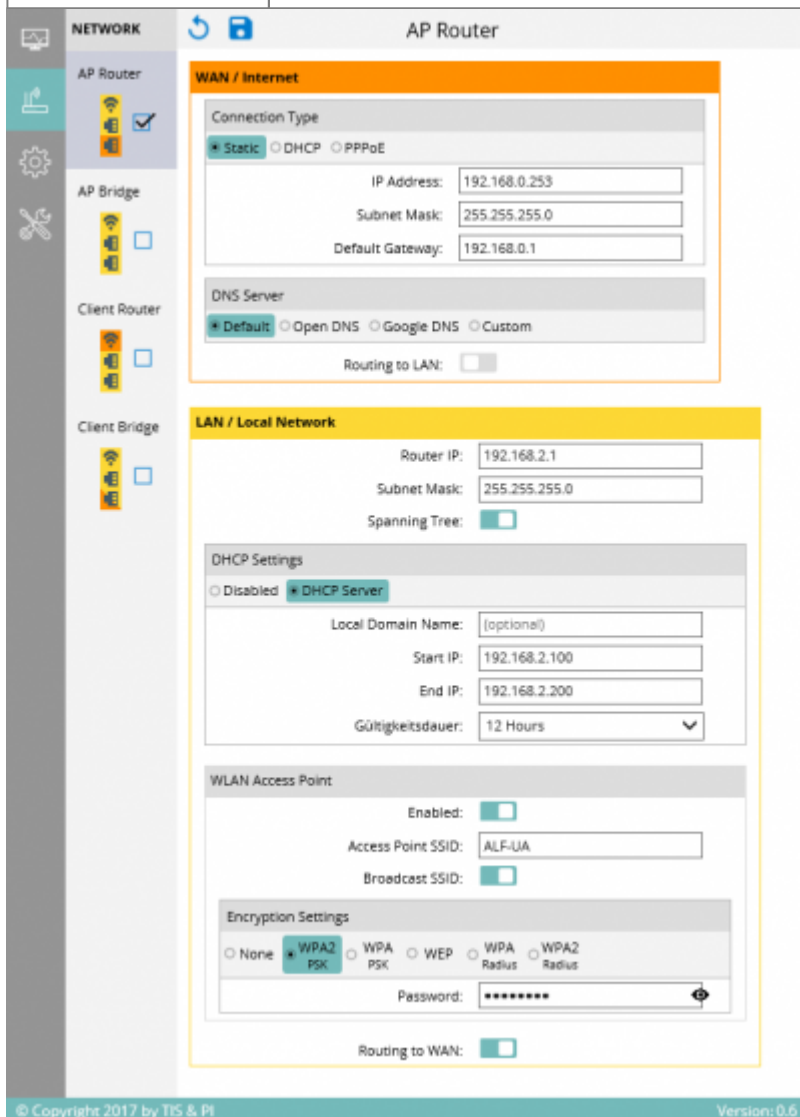 NETWORK
AP Router
AP Router
AP Bridge
Client Router
Client Bridge
WAN / Internet
Connection Type
Static DHCP PPPoE
IP Address: 192.168.0.253
Subnet Mask: 255.255.255.0
Default Gateway: 192.168.0.1
DNS Server
Default Open DNS Google DNS Custom
Routing to LAN:
LAN / Local Network
Router IP: 192.168.2.1
Subnet Mask: 255.255.255.0
Spanning Tree:
DHCP Settings
Disabled DHCP Server
Local Domain Name: (optional)
Start IP: 192.168.2.100
End IP: 192.168.2.200
Gültigkeitsdauer: 12 Hours
WLAN Access Point
Enabled:
Access Point SSID: ALF-UA
Broadcast SSID:
Encryption Settings
None WPA2 PSK WPA PSK WEP WPA Radius WPA2 Radius
Password: ••••••••
Routing to WAN:
© Copyright 2017 by TIS & PI Version: 0.6